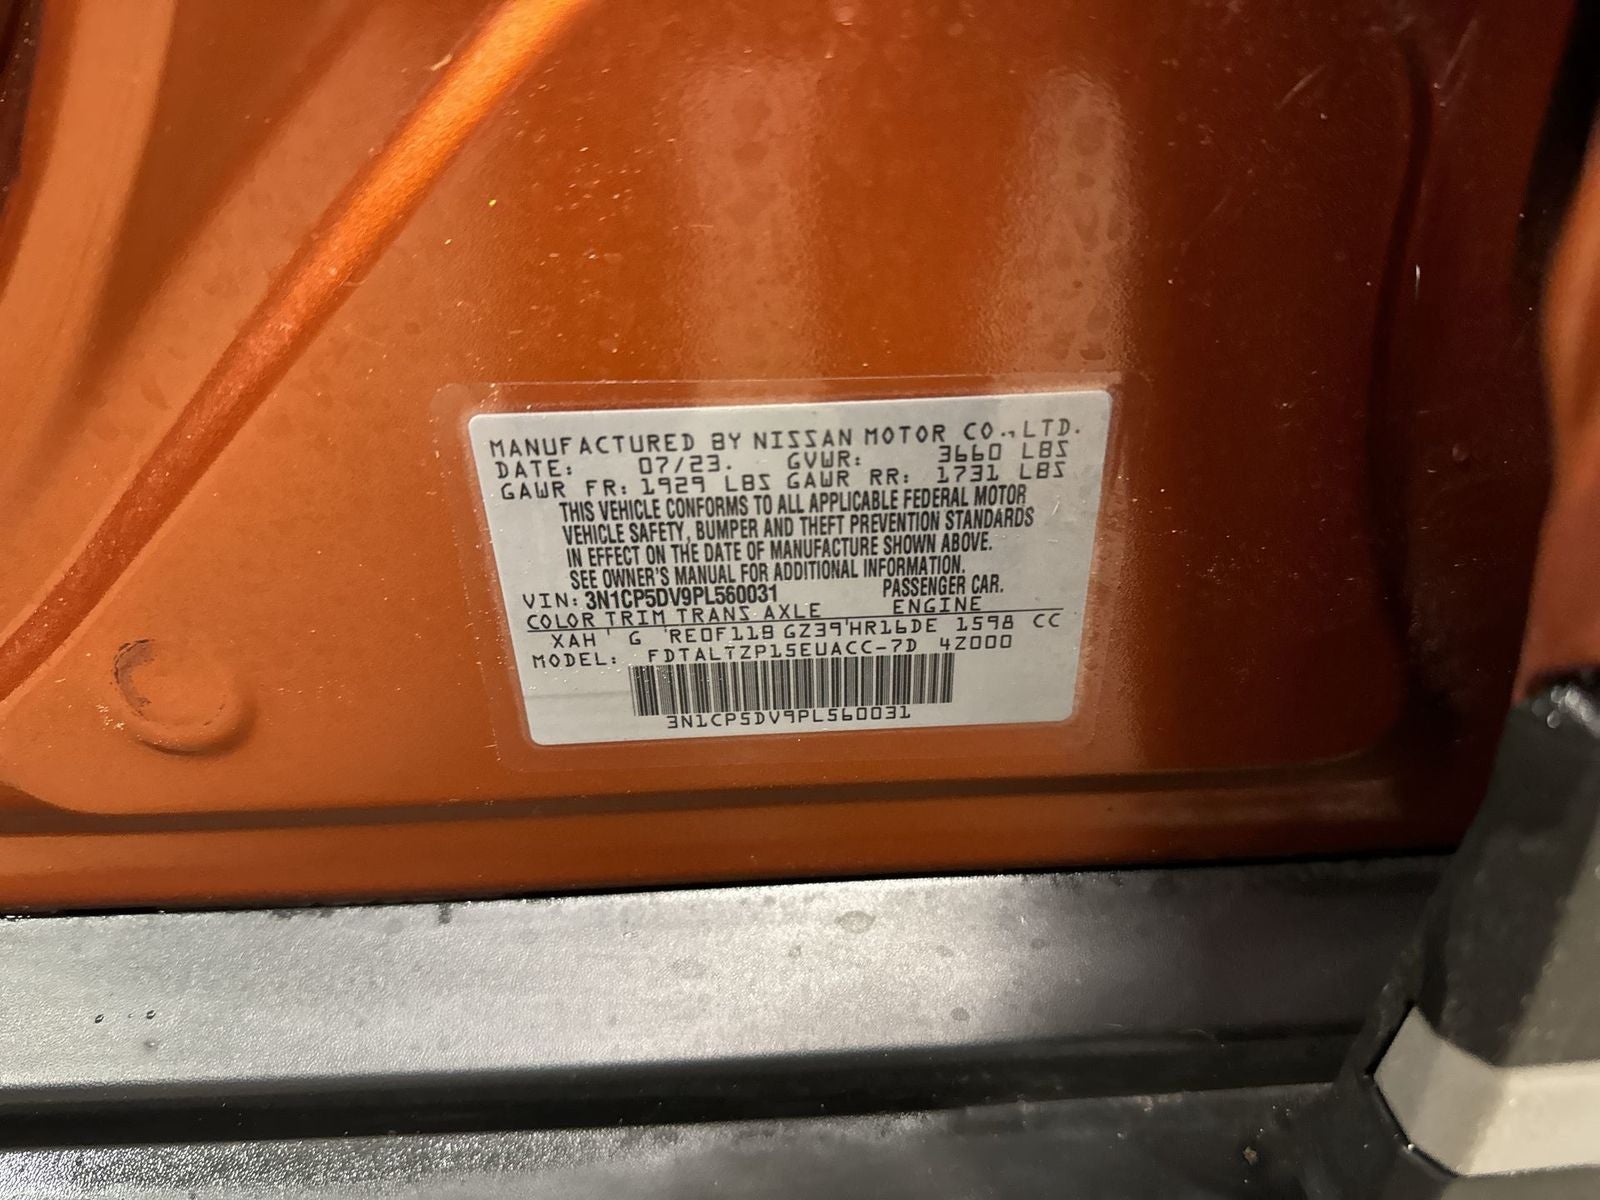 MANUFACTURED BY NISSAN MOTOR CO., LTD.
DATE: 07/23. GVWR: 3660 LBS
GAWR FR: 1929 LBS GAWR RR: 1731 LBS
THIS VEHICLE CONFORMS TO ALL APPLICABLE FEDERAL MOTOR
VEHICLE SAFETY, BUMPER AND THEFT PREVENTION STANDARDS
IN EFFECT ON THE DATE OF MANUFACTURE SHOWN ABOVE.
SEE OWNER'S MANUAL FOR ADDITIONAL INFORMATION.
VIN: 3N1CP5DV9PL560031 PASSENGER CAR.
COLOR TRIM TRANS AXLE ENGINE
XAH G RE0F11B GZ39 HR16DE 1598 CC
MODEL: FDTALTZP15EUACC-7D 4Z000
3N1CP5DV9PL560031